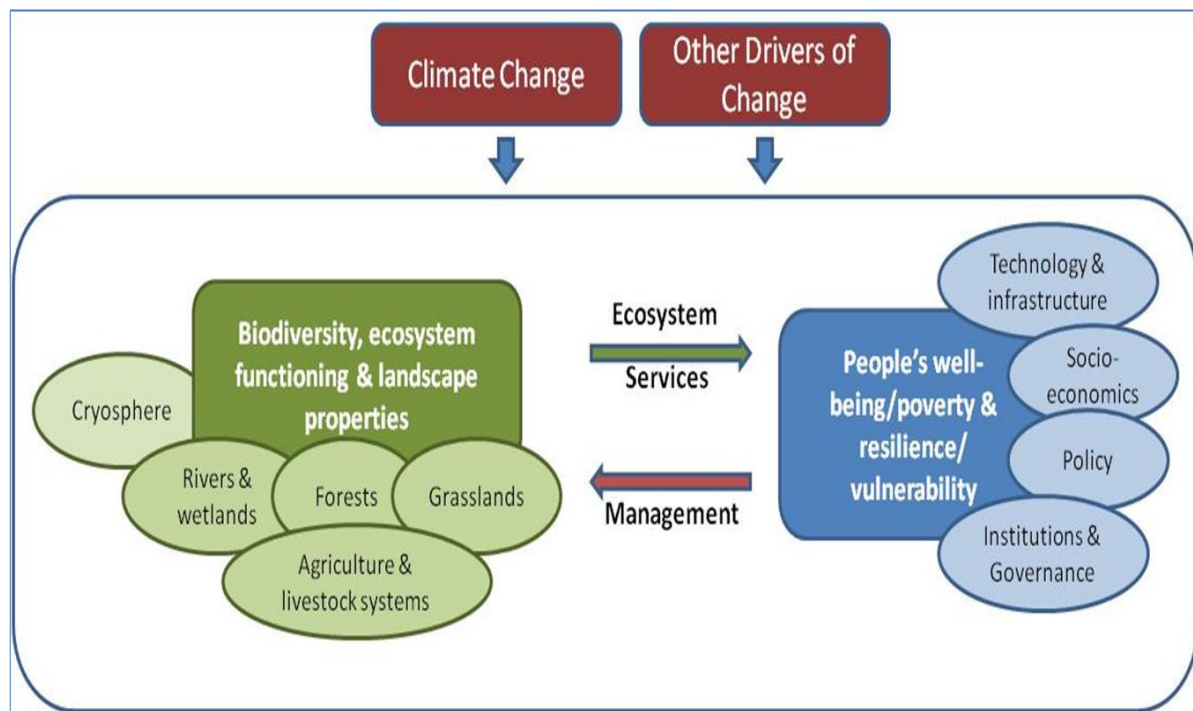 Climate Change
Other Drivers of
Change
Biodiversity, ecosystem
functioning & landscape
properties
Cryosphere
Rivers &
wetlands
Forests
Grasslands
Agriculture &
livestock systems
Ecosystem
Services
Management
People’s well-
being/poverty &
resilience/
vulnerability
Technology &
infrastructure
Socio-
economics
Policy
Institutions &
Governance